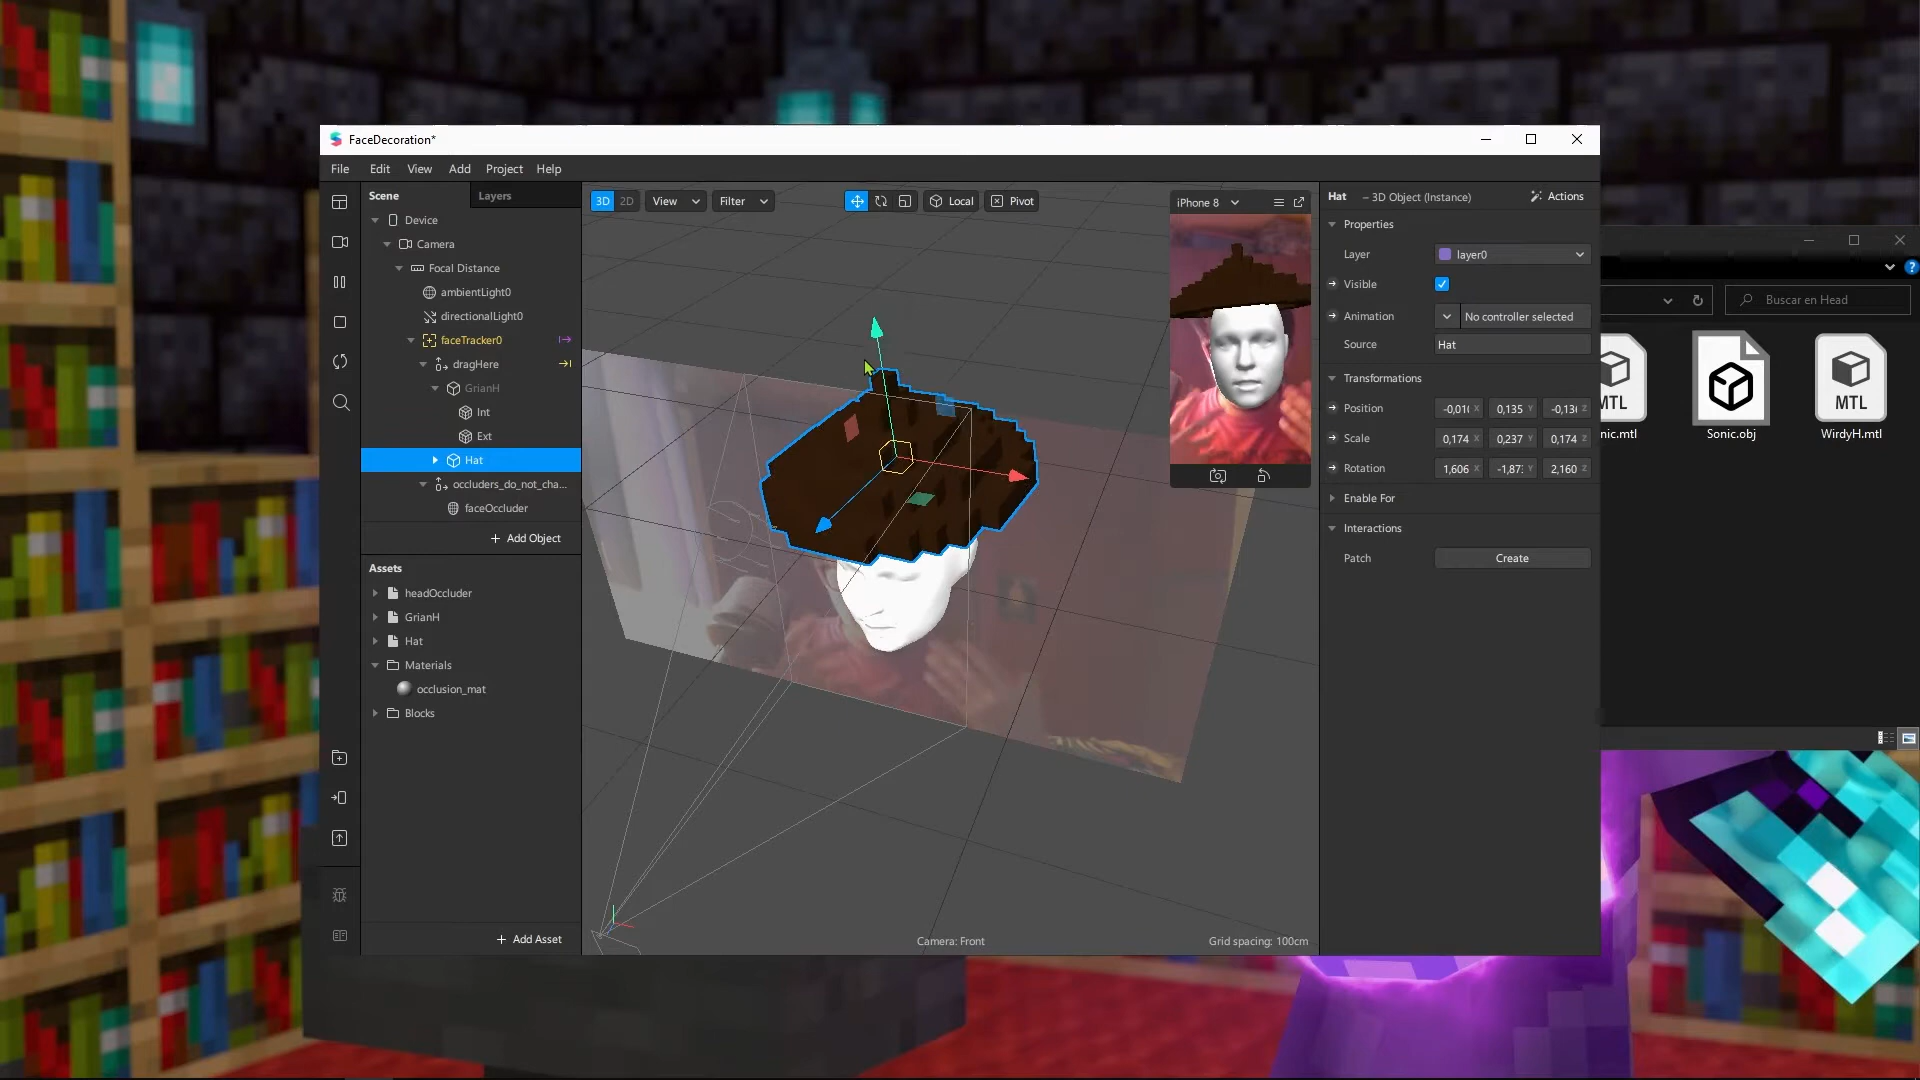 FaceDecoration*
File Edit View Add Project Help
Scene Layers
Device
Camera
Focal Distance
ambientLight0
directionalLight0
faceTracker0
dragHere
GrianH
Int
Ext
Hat
occluders_do_not_cha...
faceOccluder
+ Add Object
Assets
headOccluder
GrianH
Hat
Materials
occlusion_mat
Blocks
+ Add Asset
3D 2D View Filter Local Pivot
iPhone 8
Camera: Front
Grid spacing: 100cm
Hat – 3D Object (Instance) Actions
Properties
Layer layer0
Visible
Animation No controller selected
Source Hat
Transformations
Position 0,135 Y
Scale 0,174 X 0,237 Y 0,174 Z
Rotation 1,606 X -1,87 Y 2,160 Z
Enable For
Interactions
Patch Create
Buscar en Head
MTL
nic.mtl
Sonic.obj
MTL
WirdyH.mtl